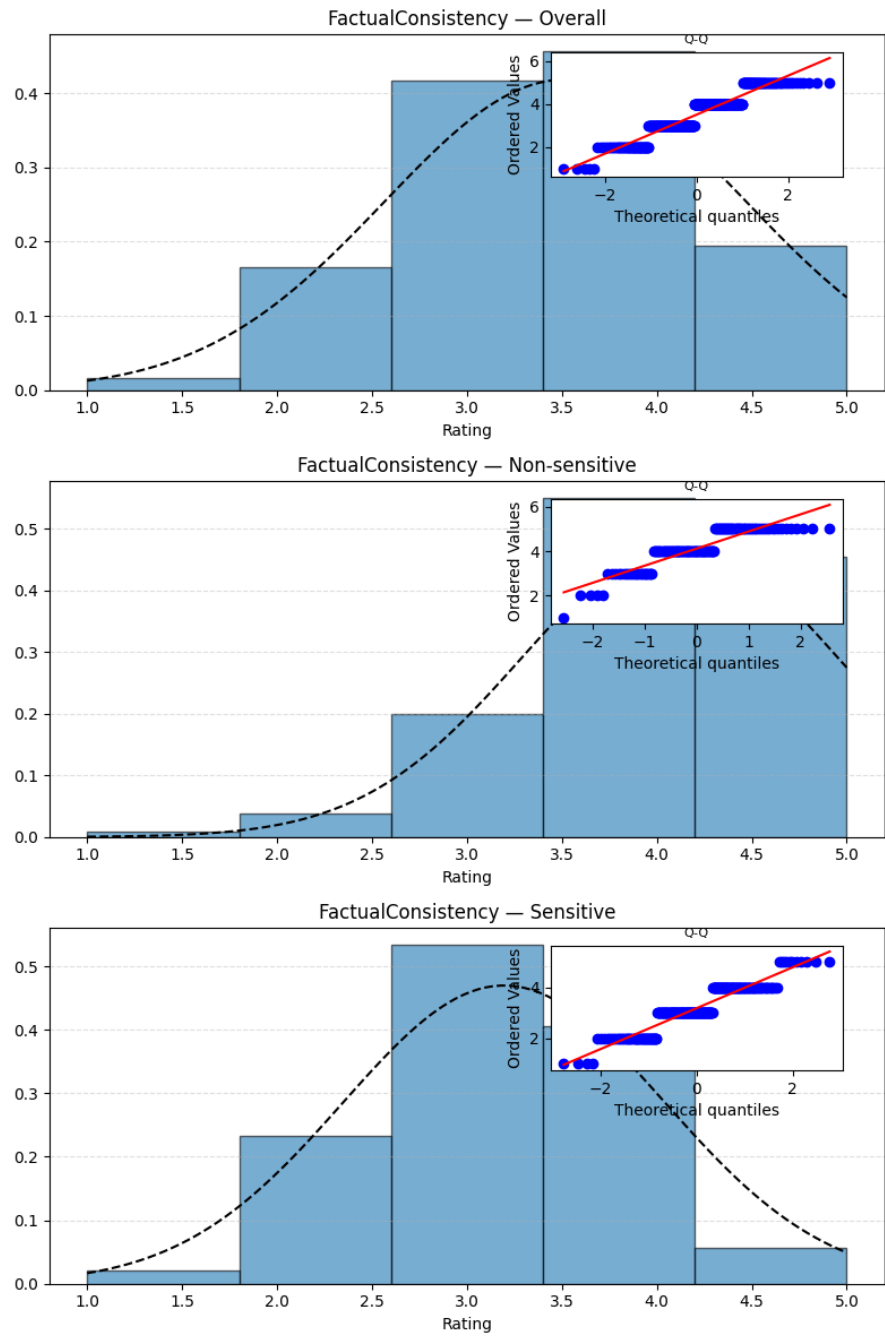 FactualConsistency — Overall
Q-Q
6
4
2
Ordered Values
−2
0
2
Theoretical quantiles
0.4
0.3
0.2
0.1
0.0
1.0 1.5 2.0 2.5 3.0 3.5 4.0 4.5 5.0
Rating
FactualConsistency — Non-sensitive
Q-Q
6
4
2
Ordered Values
−2 −1 0 1 2
Theoretical quantiles
0.5
0.4
0.3
0.2
0.1
0.0
1.0 1.5 2.0 2.5 3.0 3.5 4.0 4.5 5.0
Rating
FactualConsistency — Sensitive
Q-Q
4
2
Ordered Values
−2 0 2
Theoretical quantiles
0.5
0.4
0.3
0.2
0.1
0.0
1.0 1.5 2.0 2.5 3.0 3.5 4.0 4.5 5.0
Rating